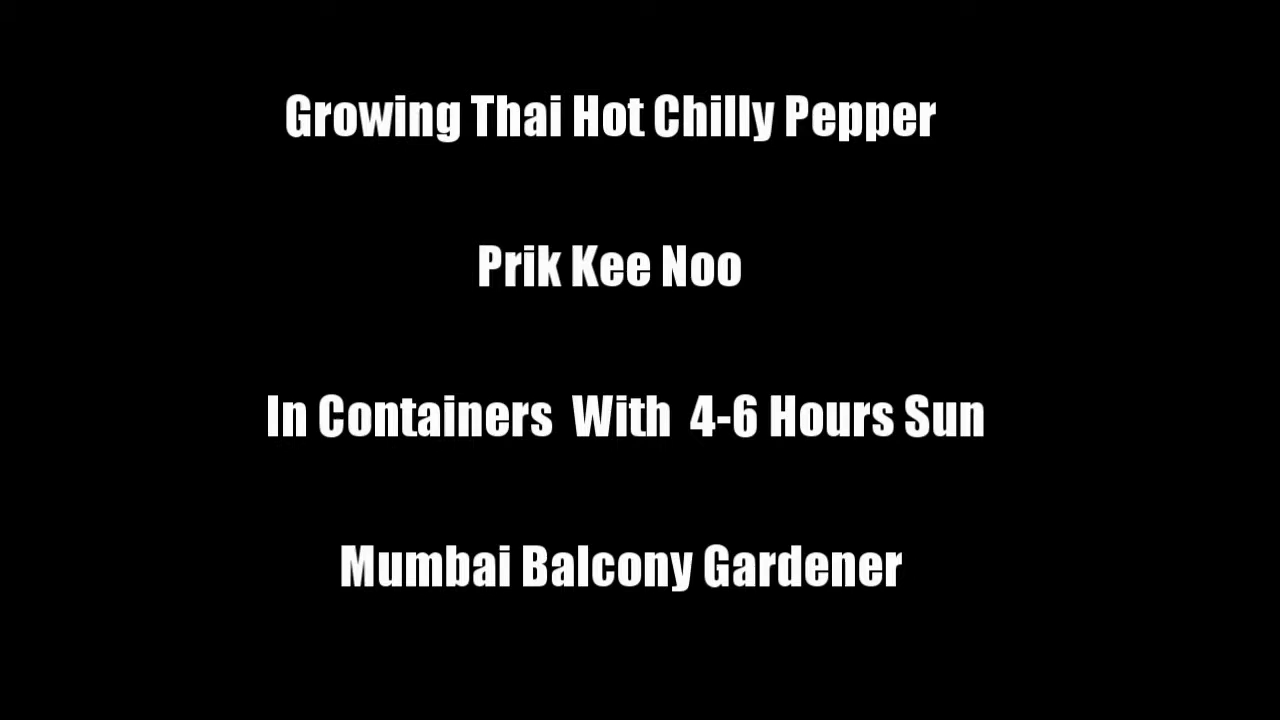 Growing Thai Hot Chilly Pepper
Prik Kee Noo
In Containers With 4-6 Hours Sun
Mumbai Balcony Gardener